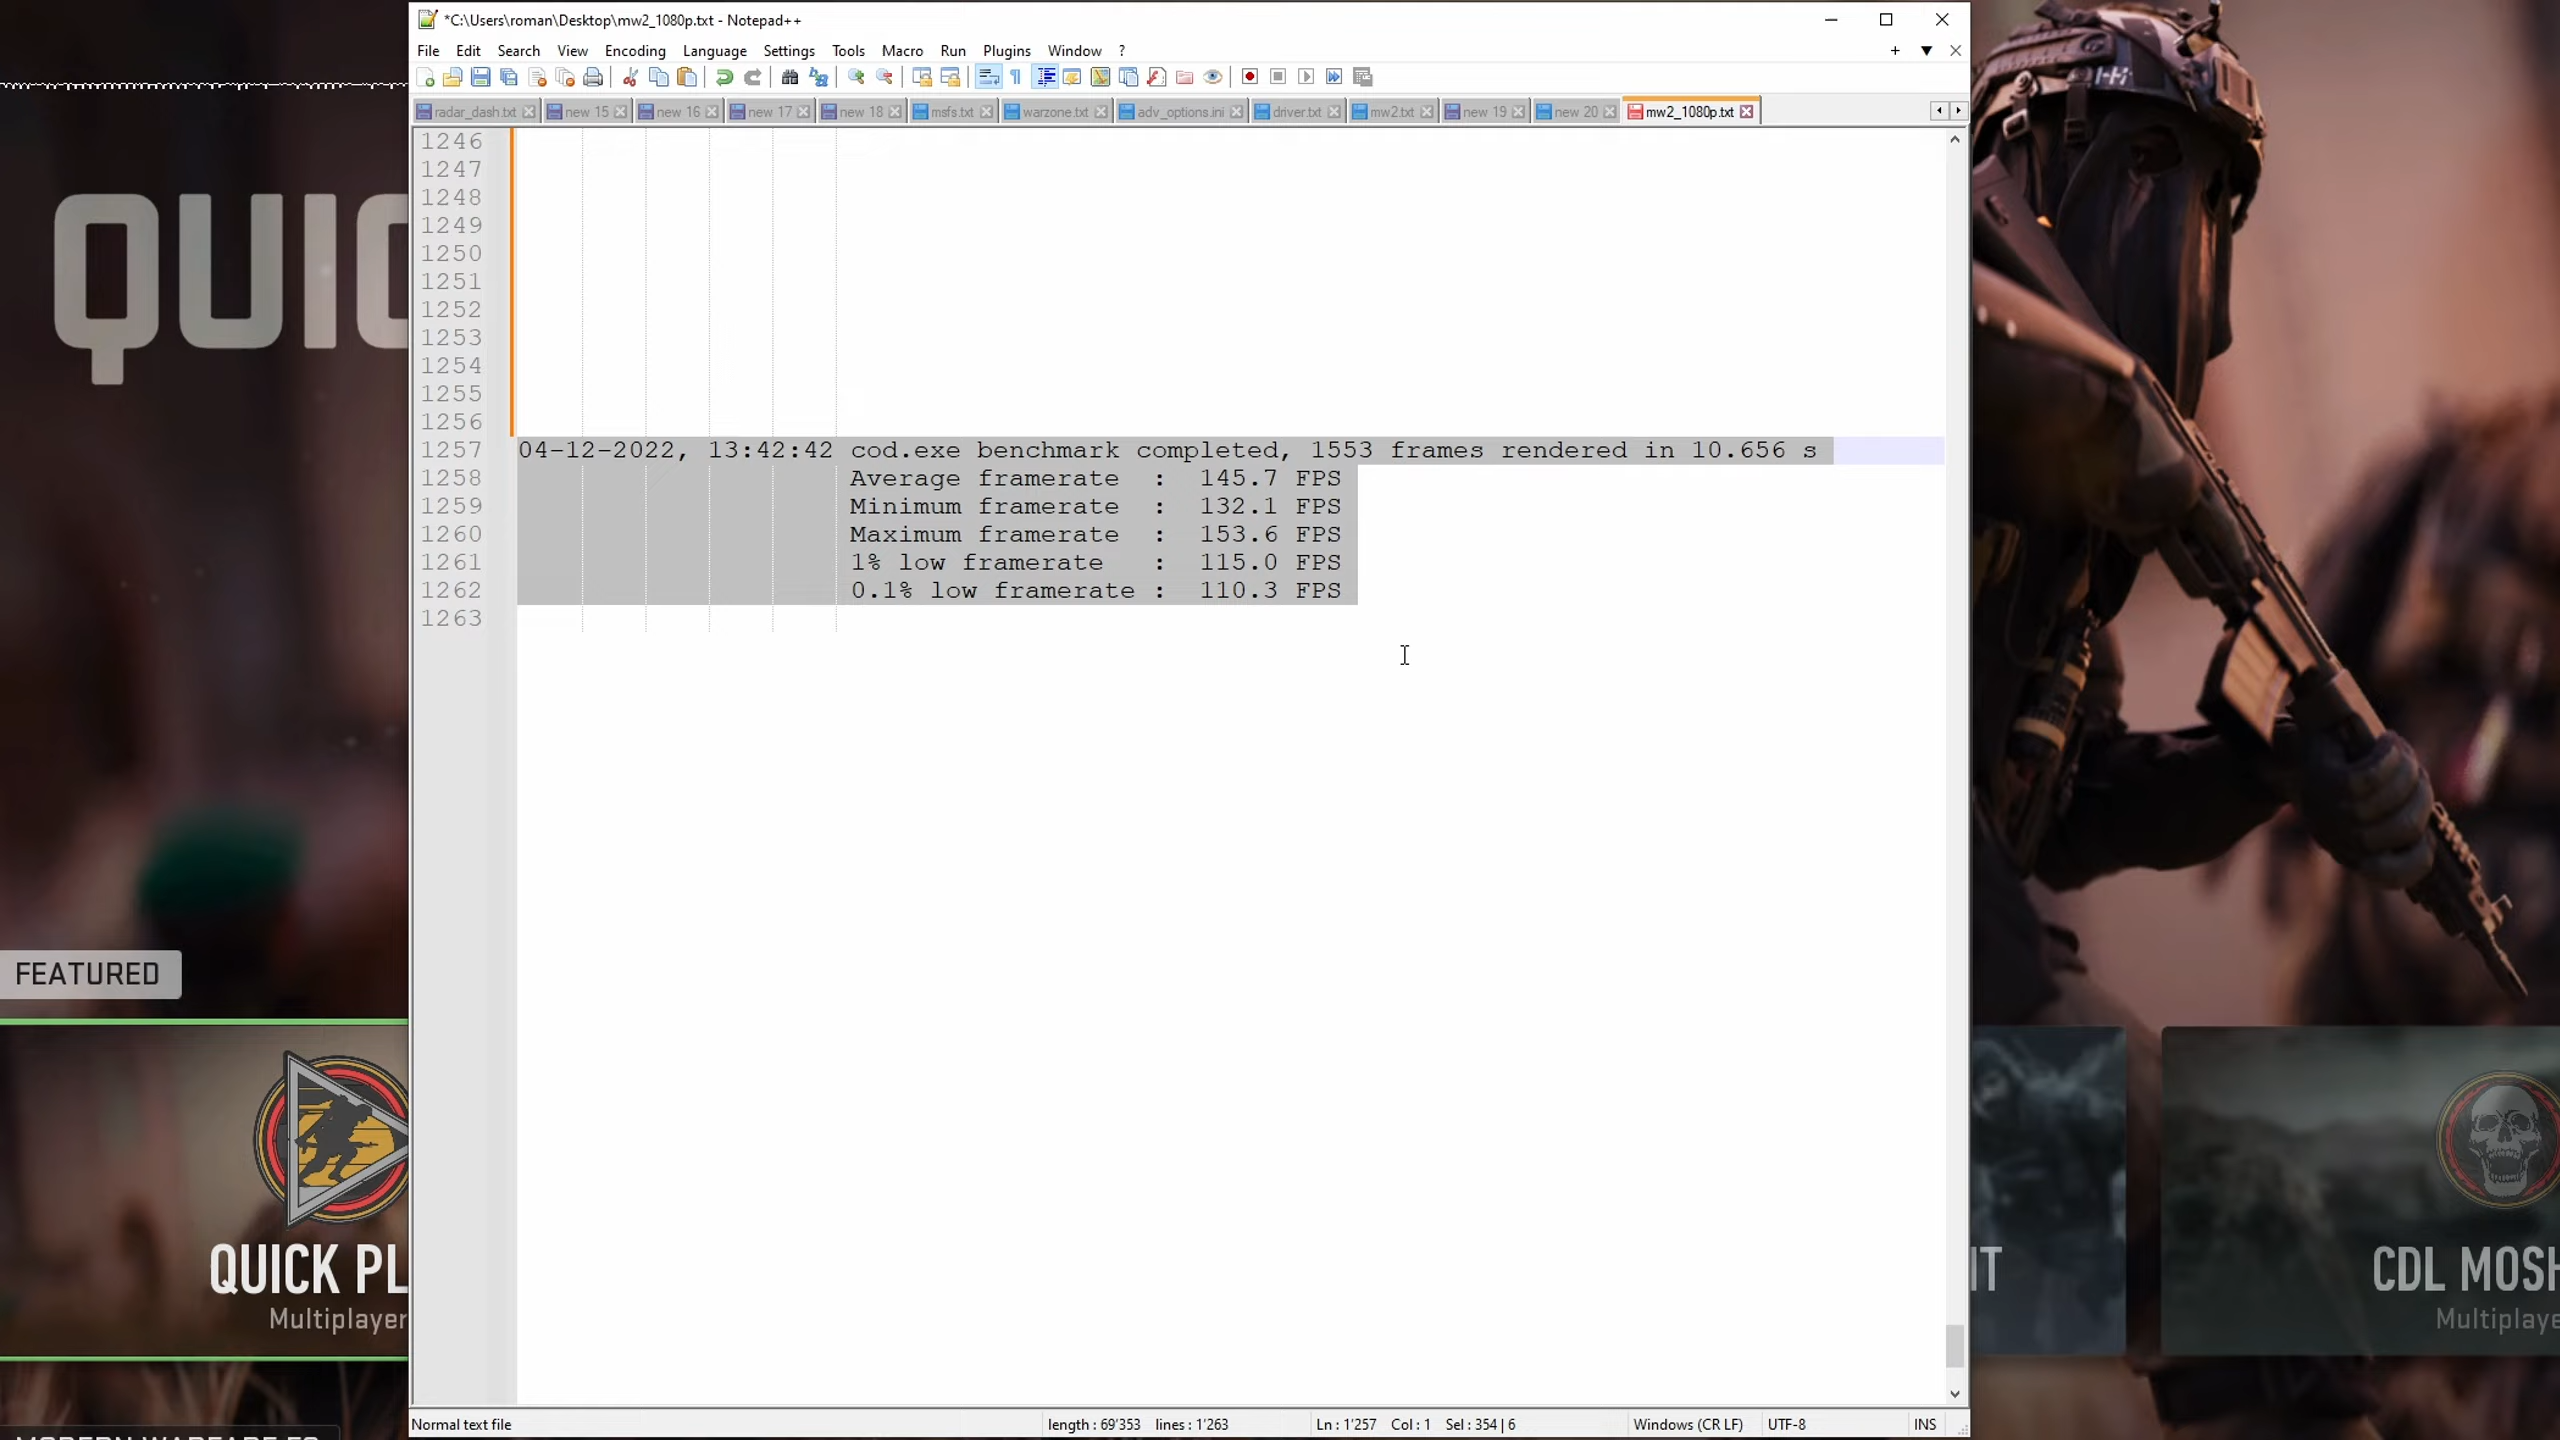 *C:\Users\roman\Desktop\mw2_1080p.txt - Notepad++
File Edit Search View Encoding Language Settings Tools Macro Run Plugins Window ?
radar_dash.txt new 15 new 16 new 17 new 18 msfs.txt warzone.txt adv_options.ini driver.txt mw2.txt new 19 new 20 mw2_1080p.txt
1246
1247
1248
1249
1250
1251
1252
1253
1254
1255
1256
1257 04-12-2022, 13:42:42 cod.exe benchmark completed, 1553 frames rendered in 10.656 s
1258 Average framerate : 145.7 FPS
1259 Minimum framerate : 132.1 FPS
1260 Maximum framerate : 153.6 FPS
1261 1% low framerate : 115.0 FPS
1262 0.1% low framerate : 110.3 FPS
1263
QUIC
FEATURED
QUICK PL
Multiplayer
IT
CDL MOSH
Multiplaye
Normal text file length : 69'353 lines : 1'263 Ln : 1'257 Col : 1 Sel : 354 | 6 Windows (CR LF) UTF-8 INS